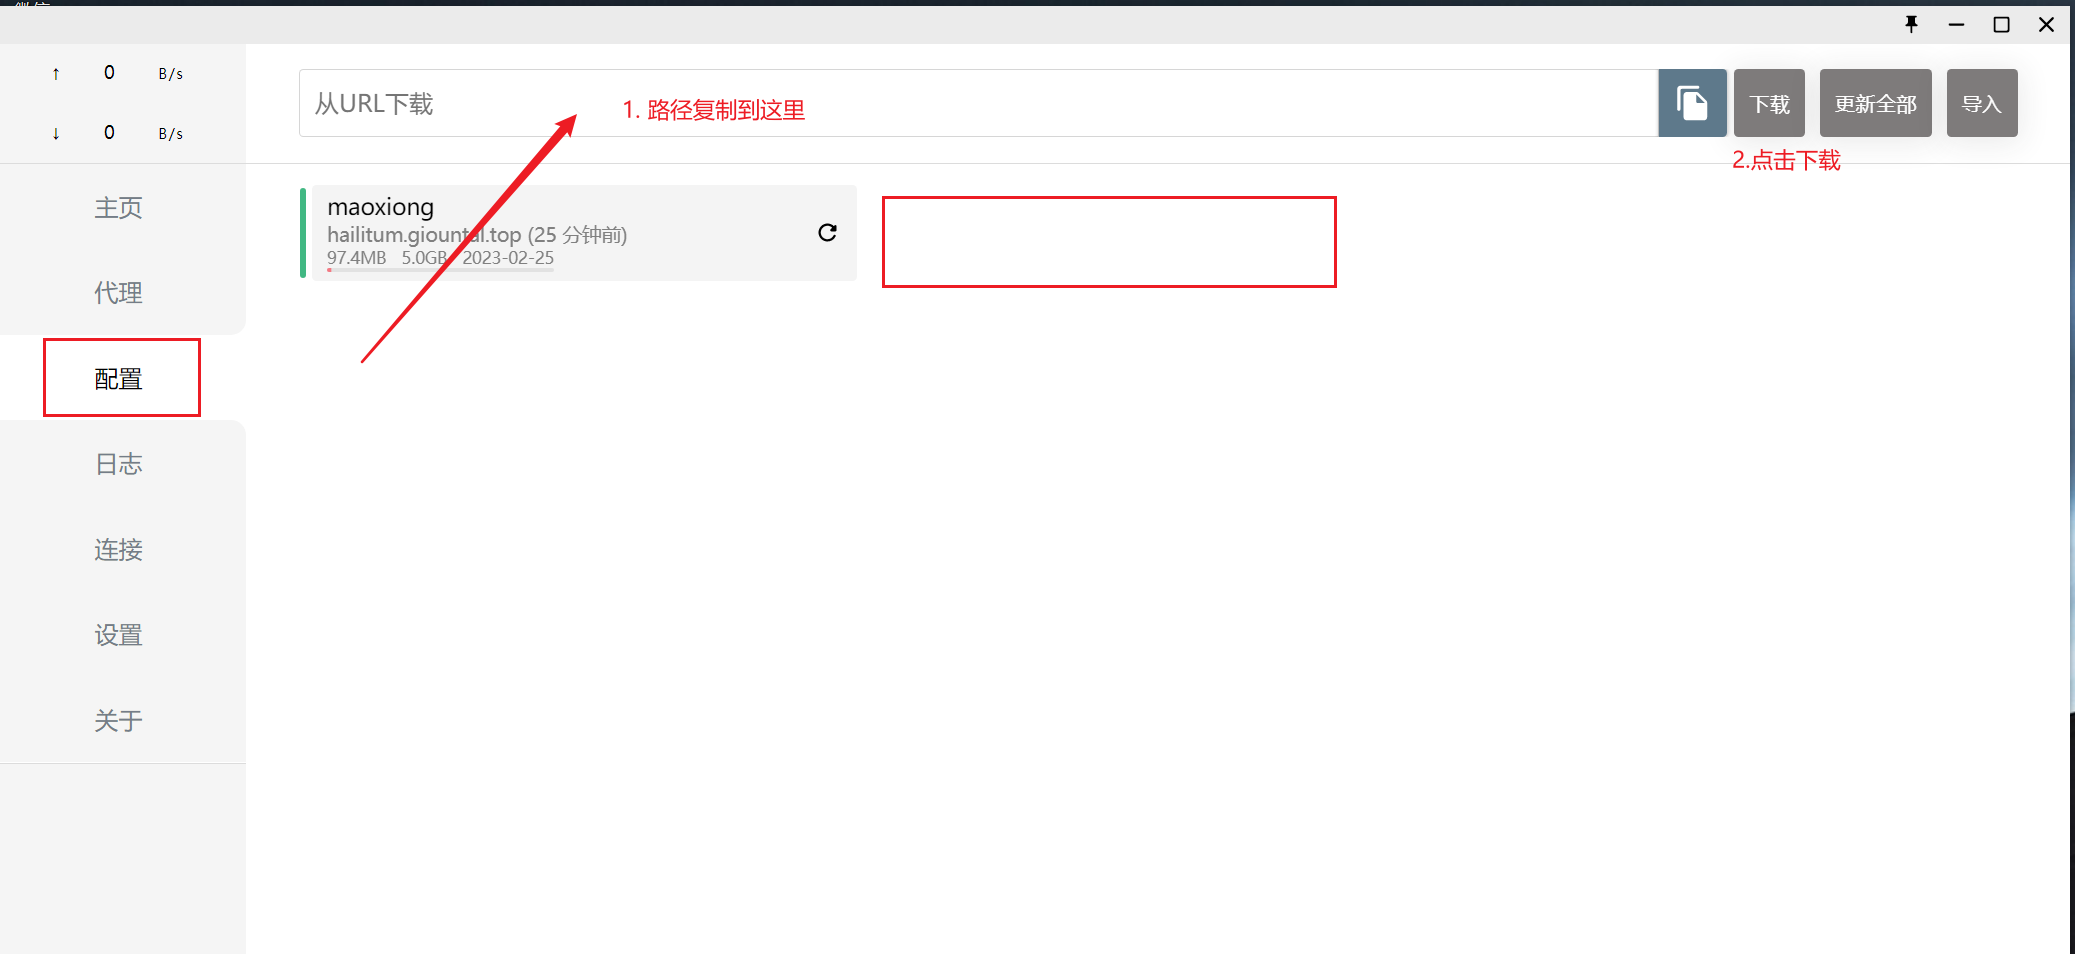 ↑ 0 B/s
↓ 0 B/s
主页
代理
配置
日志
连接
设置
关于
从URL下载
1. 路径复制到这里
下载
更新全部
导入
2.点击下载
maoxiong
hailitum.giountal.top (25 分钟前)
97.4MB 5.0GB 2023-02-25